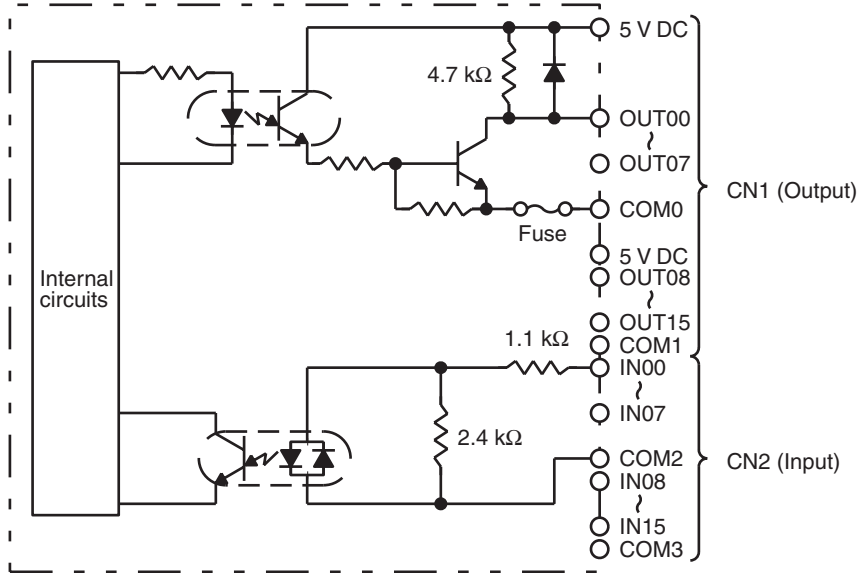 5 V DC
4.7 kΩ
OUT00
~
OUT07
CN1 (Output)
COM0
Fuse
5 V DC
OUT08
~
OUT15
COM1
Internal
circuits
1.1 kΩ
IN00
~
IN07
2.4 kΩ
COM2
CN2 (Input)
IN08
~
IN15
COM3